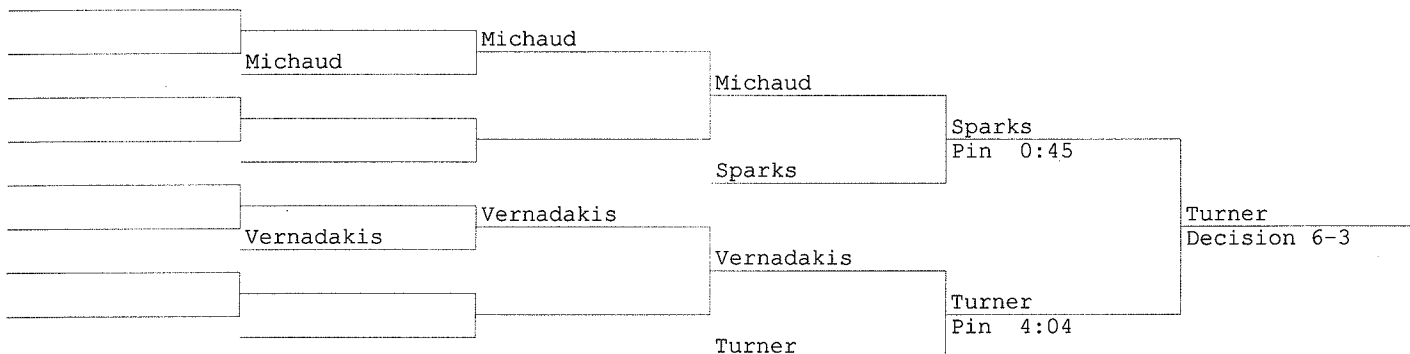 Michaud
Michaud
Michaud
Sparks
Pin 0:45
Sparks
Vernadakis
Vernadakis
Turner
Decision 6-3
Vernadakis
Turner
Pin 4:04
Turner